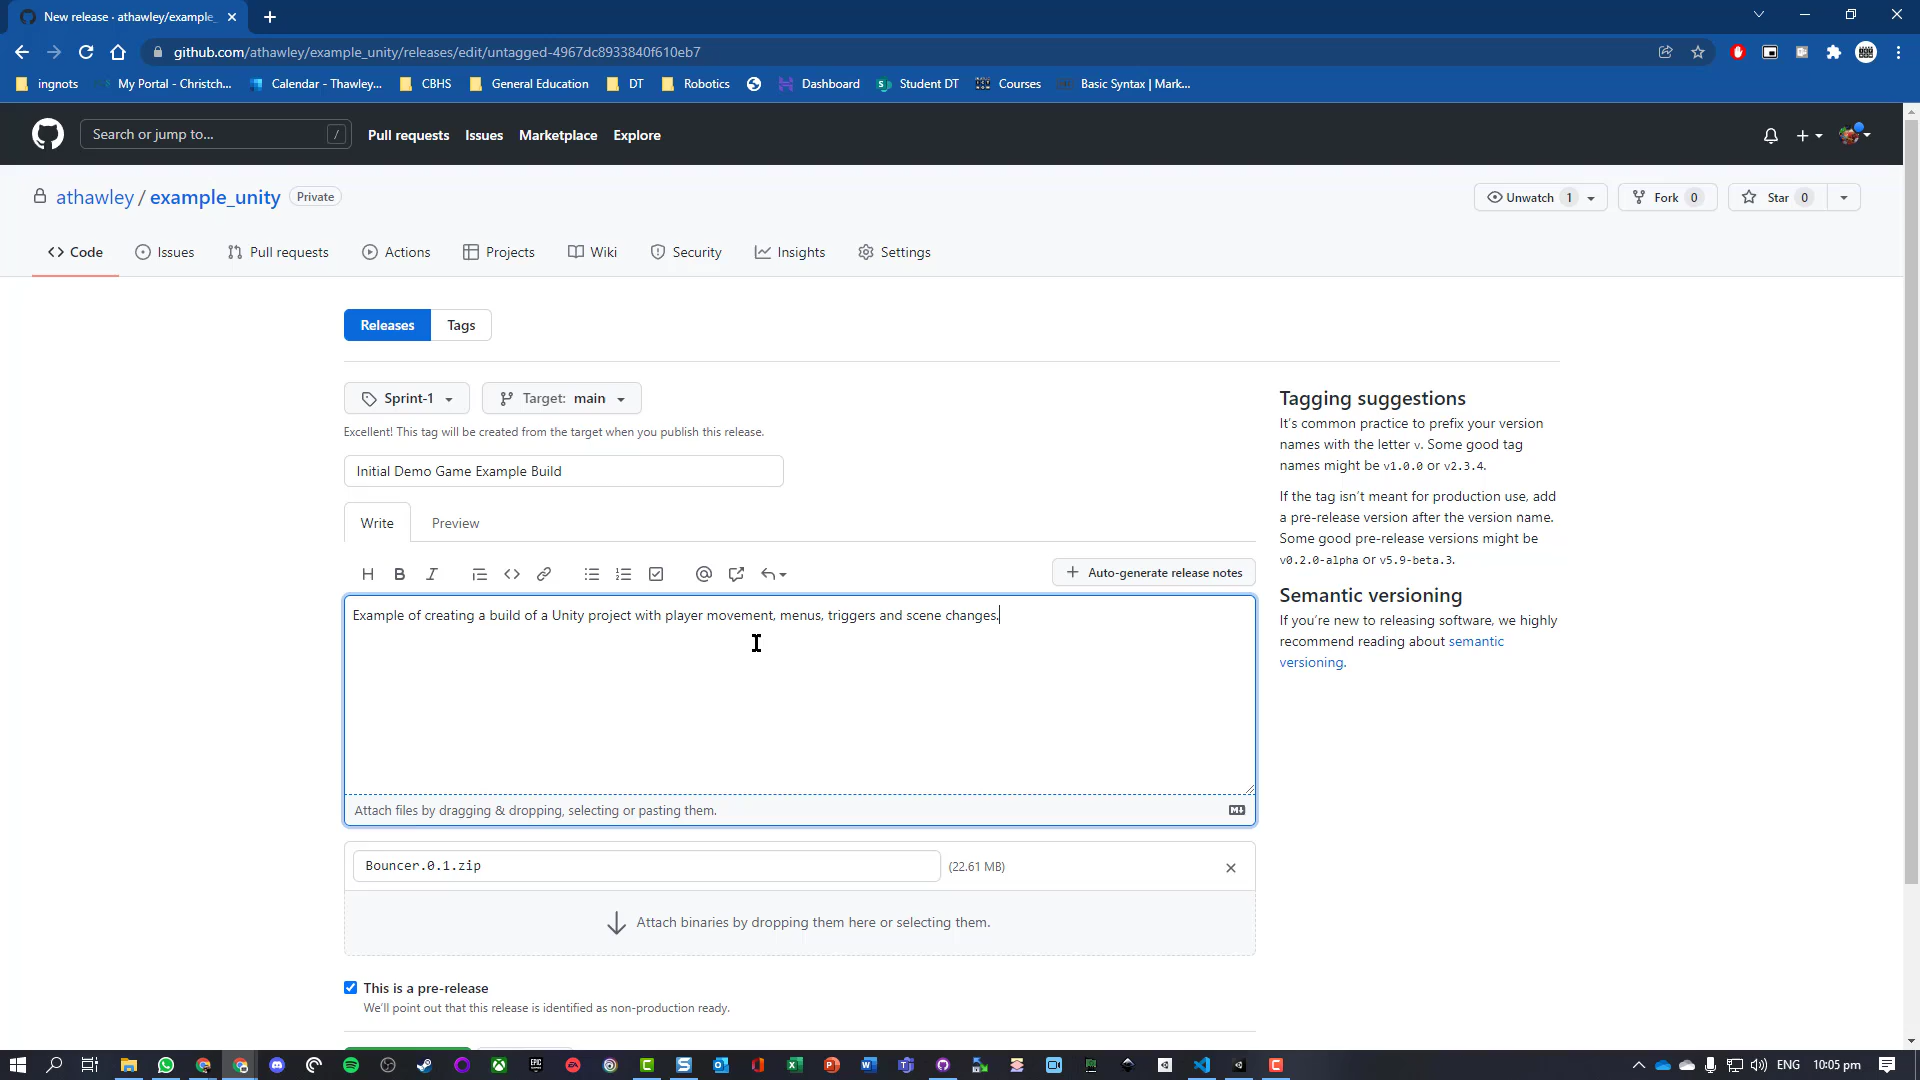 New release · athawley/example_
github.com/athawley/example_unity/releases/edit/untagged-4967dc8933840f610eb7
ingnots My Portal - Christch... Calendar - Thawley,... CBHS General Education DT Robotics Dashboard Student DT Courses Basic Syntax | Mark...
Search or jump to... / Pull requests Issues Marketplace Explore
athawley / example_unity Private Unwatch 1 Fork 0 Star 0
Code Issues Pull requests Actions Projects Wiki Security Insights Settings
Releases Tags
Sprint-1 Target: main
Excellent! This tag will be created from the target when you publish this release.
Initial Demo Game Example Build
Write Preview
Auto-generate release notes
Example of creating a build of a Unity project with player movement, menus, triggers and scene changes.
Attach files by dragging & dropping, selecting or pasting them.
Bouncer.0.1.zip (22.61 MB)
Attach binaries by dropping them here or selecting them.
This is a pre-release
We'll point out that this release is identified as non-production ready.
Tagging suggestions
It's common practice to prefix your version
names with the letter v. Some good tag
names might be v1.0.0 or v2.3.4.
If the tag isn't meant for production use, add
a pre-release version after the version name.
Some good pre-release versions might be
v0.2.0-alpha or v5.9-beta.3.
Semantic versioning
If you're new to releasing software, we highly
recommend reading about semantic
versioning.
ENG 10:05 pm